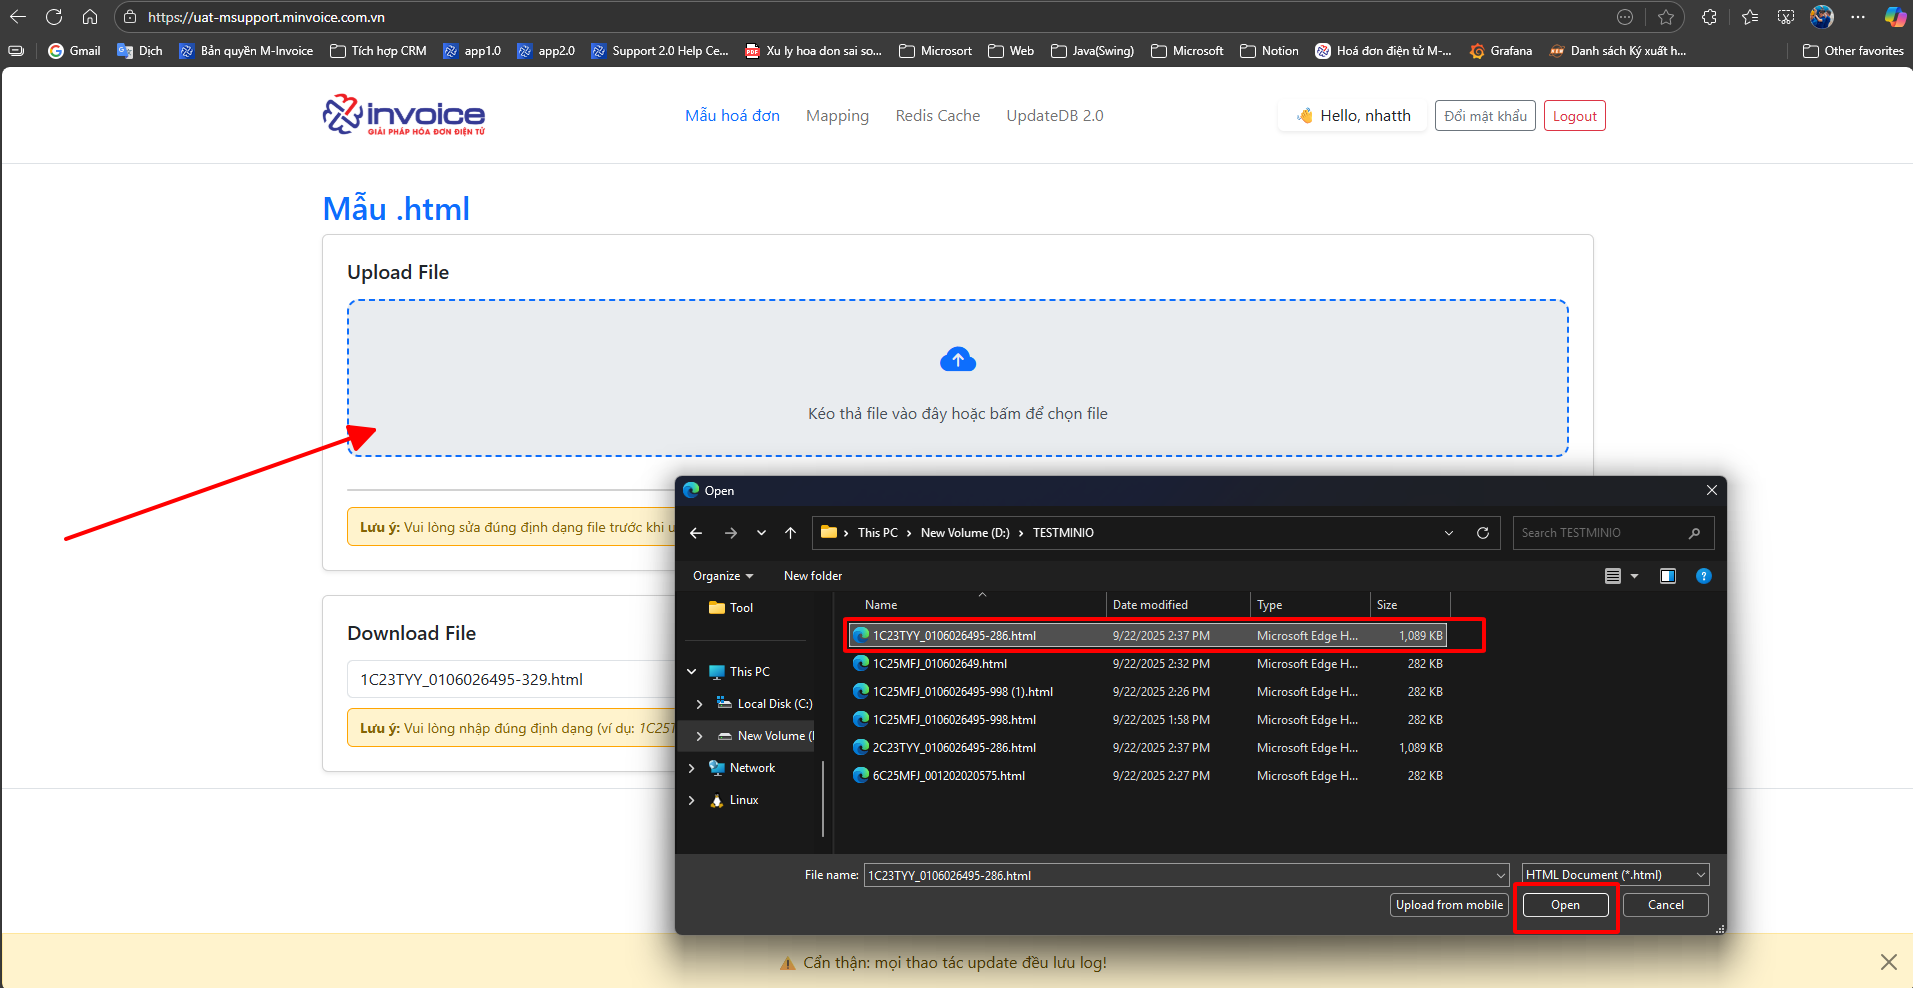 https://uat-msupport.minvoice.com.vn
Gmail
Dịch
Bản quyền M-Invoice
Tích hợp CRM
app1.0
app2.0
Support 2.0 Help Ce...
PDF
Xu ly hoa don sai so...
Microsort
Web
Java(Swing)
Microsoft
Notion
Hoá đơn điện tử M-...
Grafana
Danh sách Ký xuất h...
Other favorites
invoice
GIẢI PHÁP HÓA ĐƠN ĐIỆN TỬ
Mẫu hoá đơn
Mapping
Redis Cache
UpdateDB 2.0
Hello, nhatth
Đổi mật khẩu
Logout
Mẫu .html
Upload File
Kéo thả file vào đây hoặc bấm để chọn file
Lưu ý: Vui lòng sửa đúng định dạng file trước khi u
Download File
1C23TYY_0106026495-329.html
Lưu ý: Vui lòng nhập đúng định dạng (ví dụ: 1C25T
Open
This PC
New Volume (D:)
TESTMINIO
Search TESTMINIO
Organize
New folder
Tool
This PC
Local Disk (C:)
New Volume (
Network
Linux
Name
Date modified
Type
Size
1C23TYY_0106026495-286.html 9/22/2025 2:37 PM Microsoft Edge H... 1,089 KB
1C25MFJ_010602649.html 9/22/2025 2:32 PM Microsoft Edge H... 282 KB
1C25MFJ_0106026495-998 (1).html 9/22/2025 2:26 PM Microsoft Edge H... 282 KB
1C25MFJ_0106026495-998.html 9/22/2025 1:58 PM Microsoft Edge H... 282 KB
2C23TYY_0106026495-286.html 9/22/2025 2:37 PM Microsoft Edge H... 1,089 KB
6C25MFJ_001202020575.html 9/22/2025 2:27 PM Microsoft Edge H... 282 KB
File name:
1C23TYY_0106026495-286.html
HTML Document (*.html)
Upload from mobile
Open
Cancel
Cẩn thận: mọi thao tác update đều lưu log!